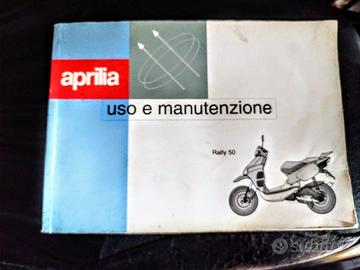 aprilia
uso e manutenzione
Rally 50
subito